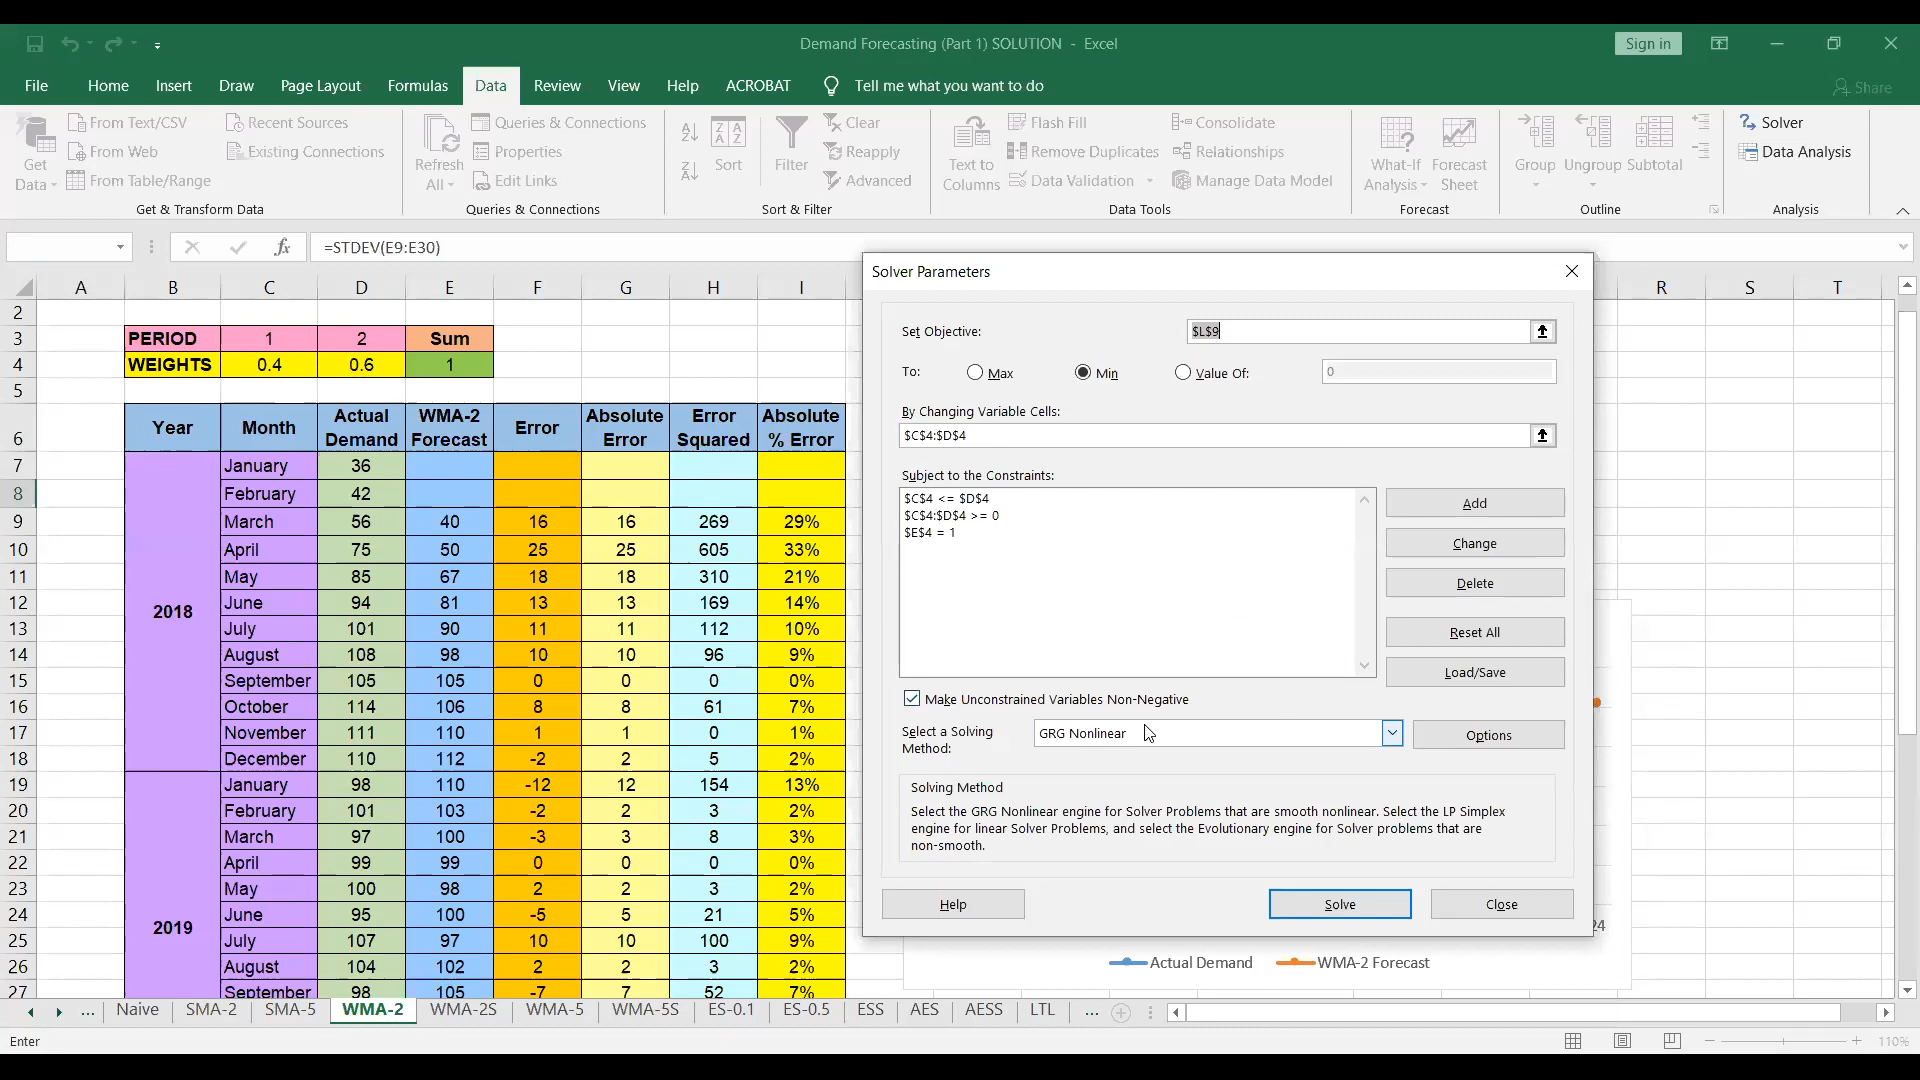 Demand Forecasting (Part 1) SOLUTION - Excel
Sign in
File Home Insert Draw Page Layout Formulas Data Review View Help ACROBAT Tell me what you want to do
Share
Get Data
From Text/CSV
From Web
From Table/Range
Recent Sources
Existing Connections
Get & Transform Data
Refresh All
Queries & Connections
Properties
Edit Links
Queries & Connections
Sort
Filter
Clear
Reapply
Advanced
Sort & Filter
Text to Columns
Flash Fill
Remove Duplicates
Data Validation
Consolidate
Relationships
Manage Data Model
Data Tools
What-If Analysis
Forecast Sheet
Forecast
Group
Ungroup
Subtotal
Outline
Solver
Data Analysis
Analysis
fx
=STDEV(E9:E30)
A B C D E F G H I R S T
2
3 PERIOD 1 2 Sum
4 WEIGHTS 0.4 0.6 1
5
6 Year Month Actual Demand WMA-2 Forecast Error Absolute Error Error Squared Absolute % Error
7 January 36
8 February 42
9 March 56 40 16 16 269 29%
10 April 75 50 25 25 605 33%
11 May 85 67 18 18 310 21%
12 2018 June 94 81 13 13 169 14%
13 July 101 90 11 11 112 10%
14 August 108 98 10 10 96 9%
15 September 105 105 0 0 0 0%
16 October 114 106 8 8 61 7%
17 November 111 110 1 1 0 1%
18 December 110 112 -2 2 5 2%
19 January 98 110 -12 12 154 13%
20 February 101 103 -2 2 3 2%
21 March 97 100 -3 3 8 3%
22 April 99 99 0 0 0 0%
23 May 100 98 2 2 3 2%
24 2019 June 95 100 -5 5 21 5%
25 July 107 97 10 10 100 9%
26 August 104 102 2 2 3 2%
27 September 98 105 -7 7 52 7%
Solver Parameters
Set Objective: $L$9
To: Max Min Value Of: 0
By Changing Variable Cells:
$C$4:$D$4
Subject to the Constraints:
$C$4 <= $D$4
$C$4:$D$4 >= 0
$E$4 = 1
Add
Change
Delete
Reset All
Load/Save
Make Unconstrained Variables Non-Negative
Select a Solving Method: GRG Nonlinear
Options
Solving Method
Select the GRG Nonlinear engine for Solver Problems that are smooth nonlinear. Select the LP Simplex
engine for linear Solver Problems, and select the Evolutionary engine for Solver problems that are
non-smooth.
Help
Solve
Close
24
Actual Demand WMA-2 Forecast
... Naive SMA-2 SMA-5 WMA-2 WMA-2S WMA-5 WMA-5S ES-0.1 ES-0.5 ESS AES AESS LTL ...
Enter
110%